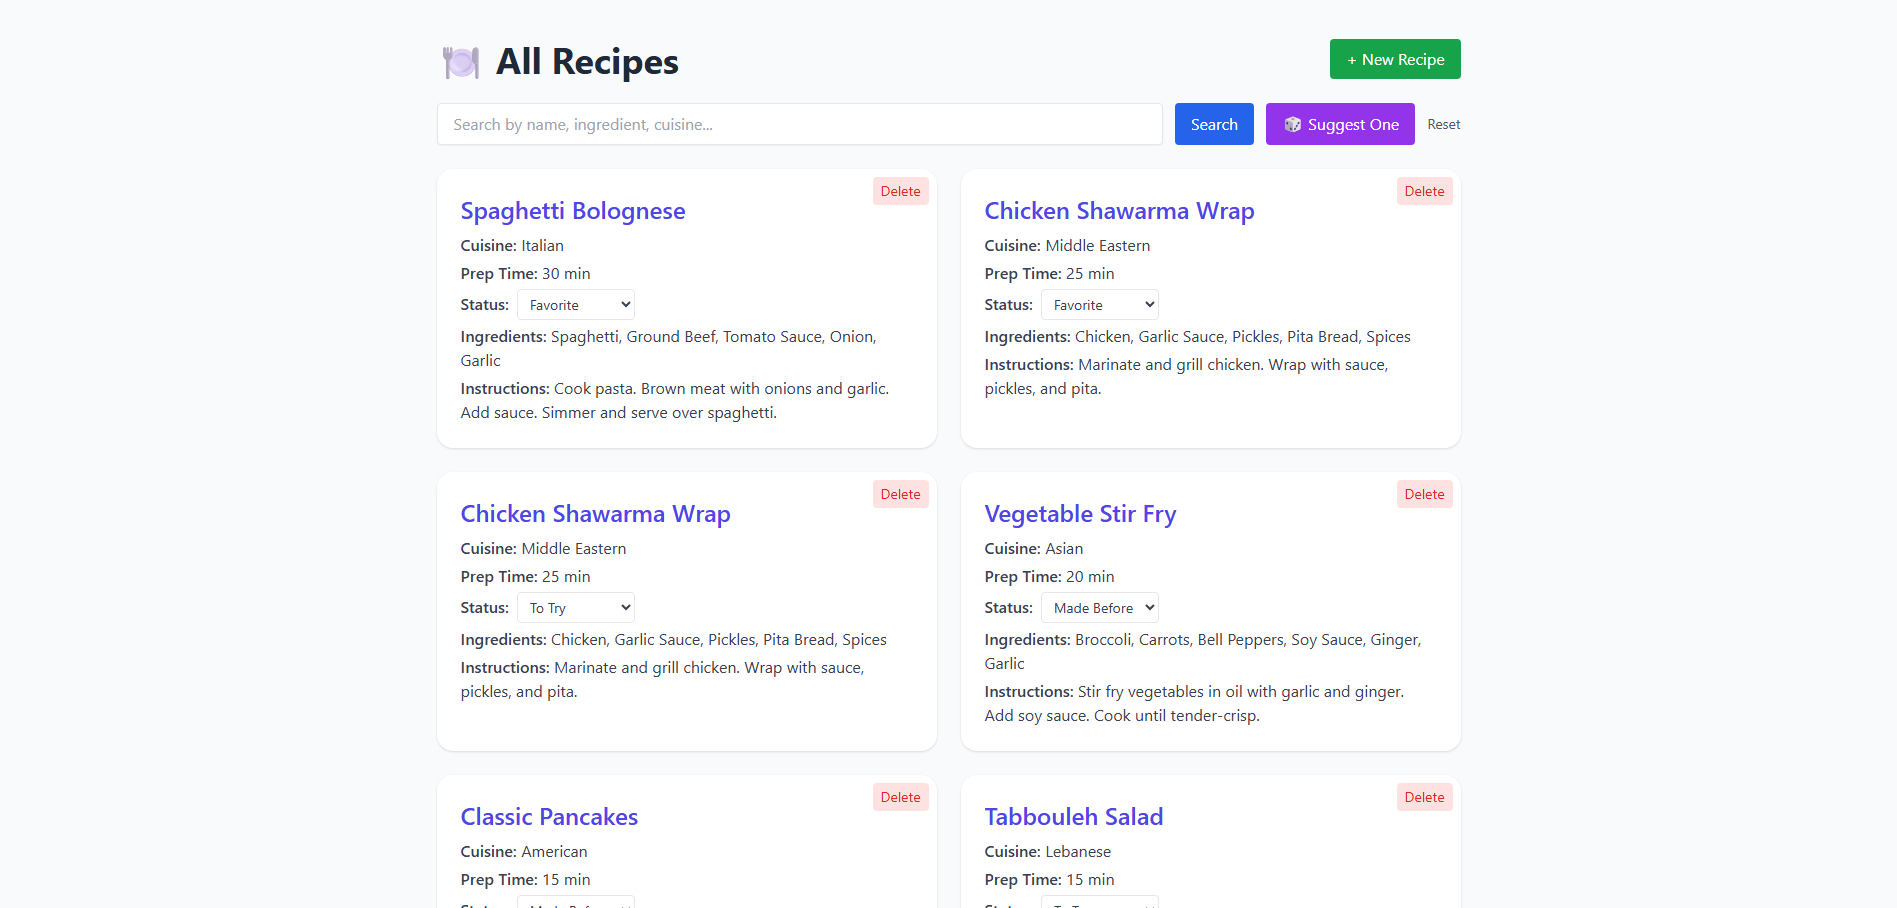 All Recipes
+ New Recipe
Search by name, ingredient, cuisine...
Search
Suggest One
Reset
Delete
Spaghetti Bolognese
Cuisine: Italian
Prep Time: 30 min
Status: Favorite
Ingredients: Spaghetti, Ground Beef, Tomato Sauce, Onion,
Garlic
Instructions: Cook pasta. Brown meat with onions and garlic.
Add sauce. Simmer and serve over spaghetti.
Delete
Chicken Shawarma Wrap
Cuisine: Middle Eastern
Prep Time: 25 min
Status: Favorite
Ingredients: Chicken, Garlic Sauce, Pickles, Pita Bread, Spices
Instructions: Marinate and grill chicken. Wrap with sauce,
pickles, and pita.
Delete
Chicken Shawarma Wrap
Cuisine: Middle Eastern
Prep Time: 25 min
Status: To Try
Ingredients: Chicken, Garlic Sauce, Pickles, Pita Bread, Spices
Instructions: Marinate and grill chicken. Wrap with sauce,
pickles, and pita.
Delete
Vegetable Stir Fry
Cuisine: Asian
Prep Time: 20 min
Status: Made Before
Ingredients: Broccoli, Carrots, Bell Peppers, Soy Sauce, Ginger,
Garlic
Instructions: Stir fry vegetables in oil with garlic and ginger.
Add soy sauce. Cook until tender-crisp.
Delete
Classic Pancakes
Cuisine: American
Prep Time: 15 min
Delete
Tabbouleh Salad
Cuisine: Lebanese
Prep Time: 15 min